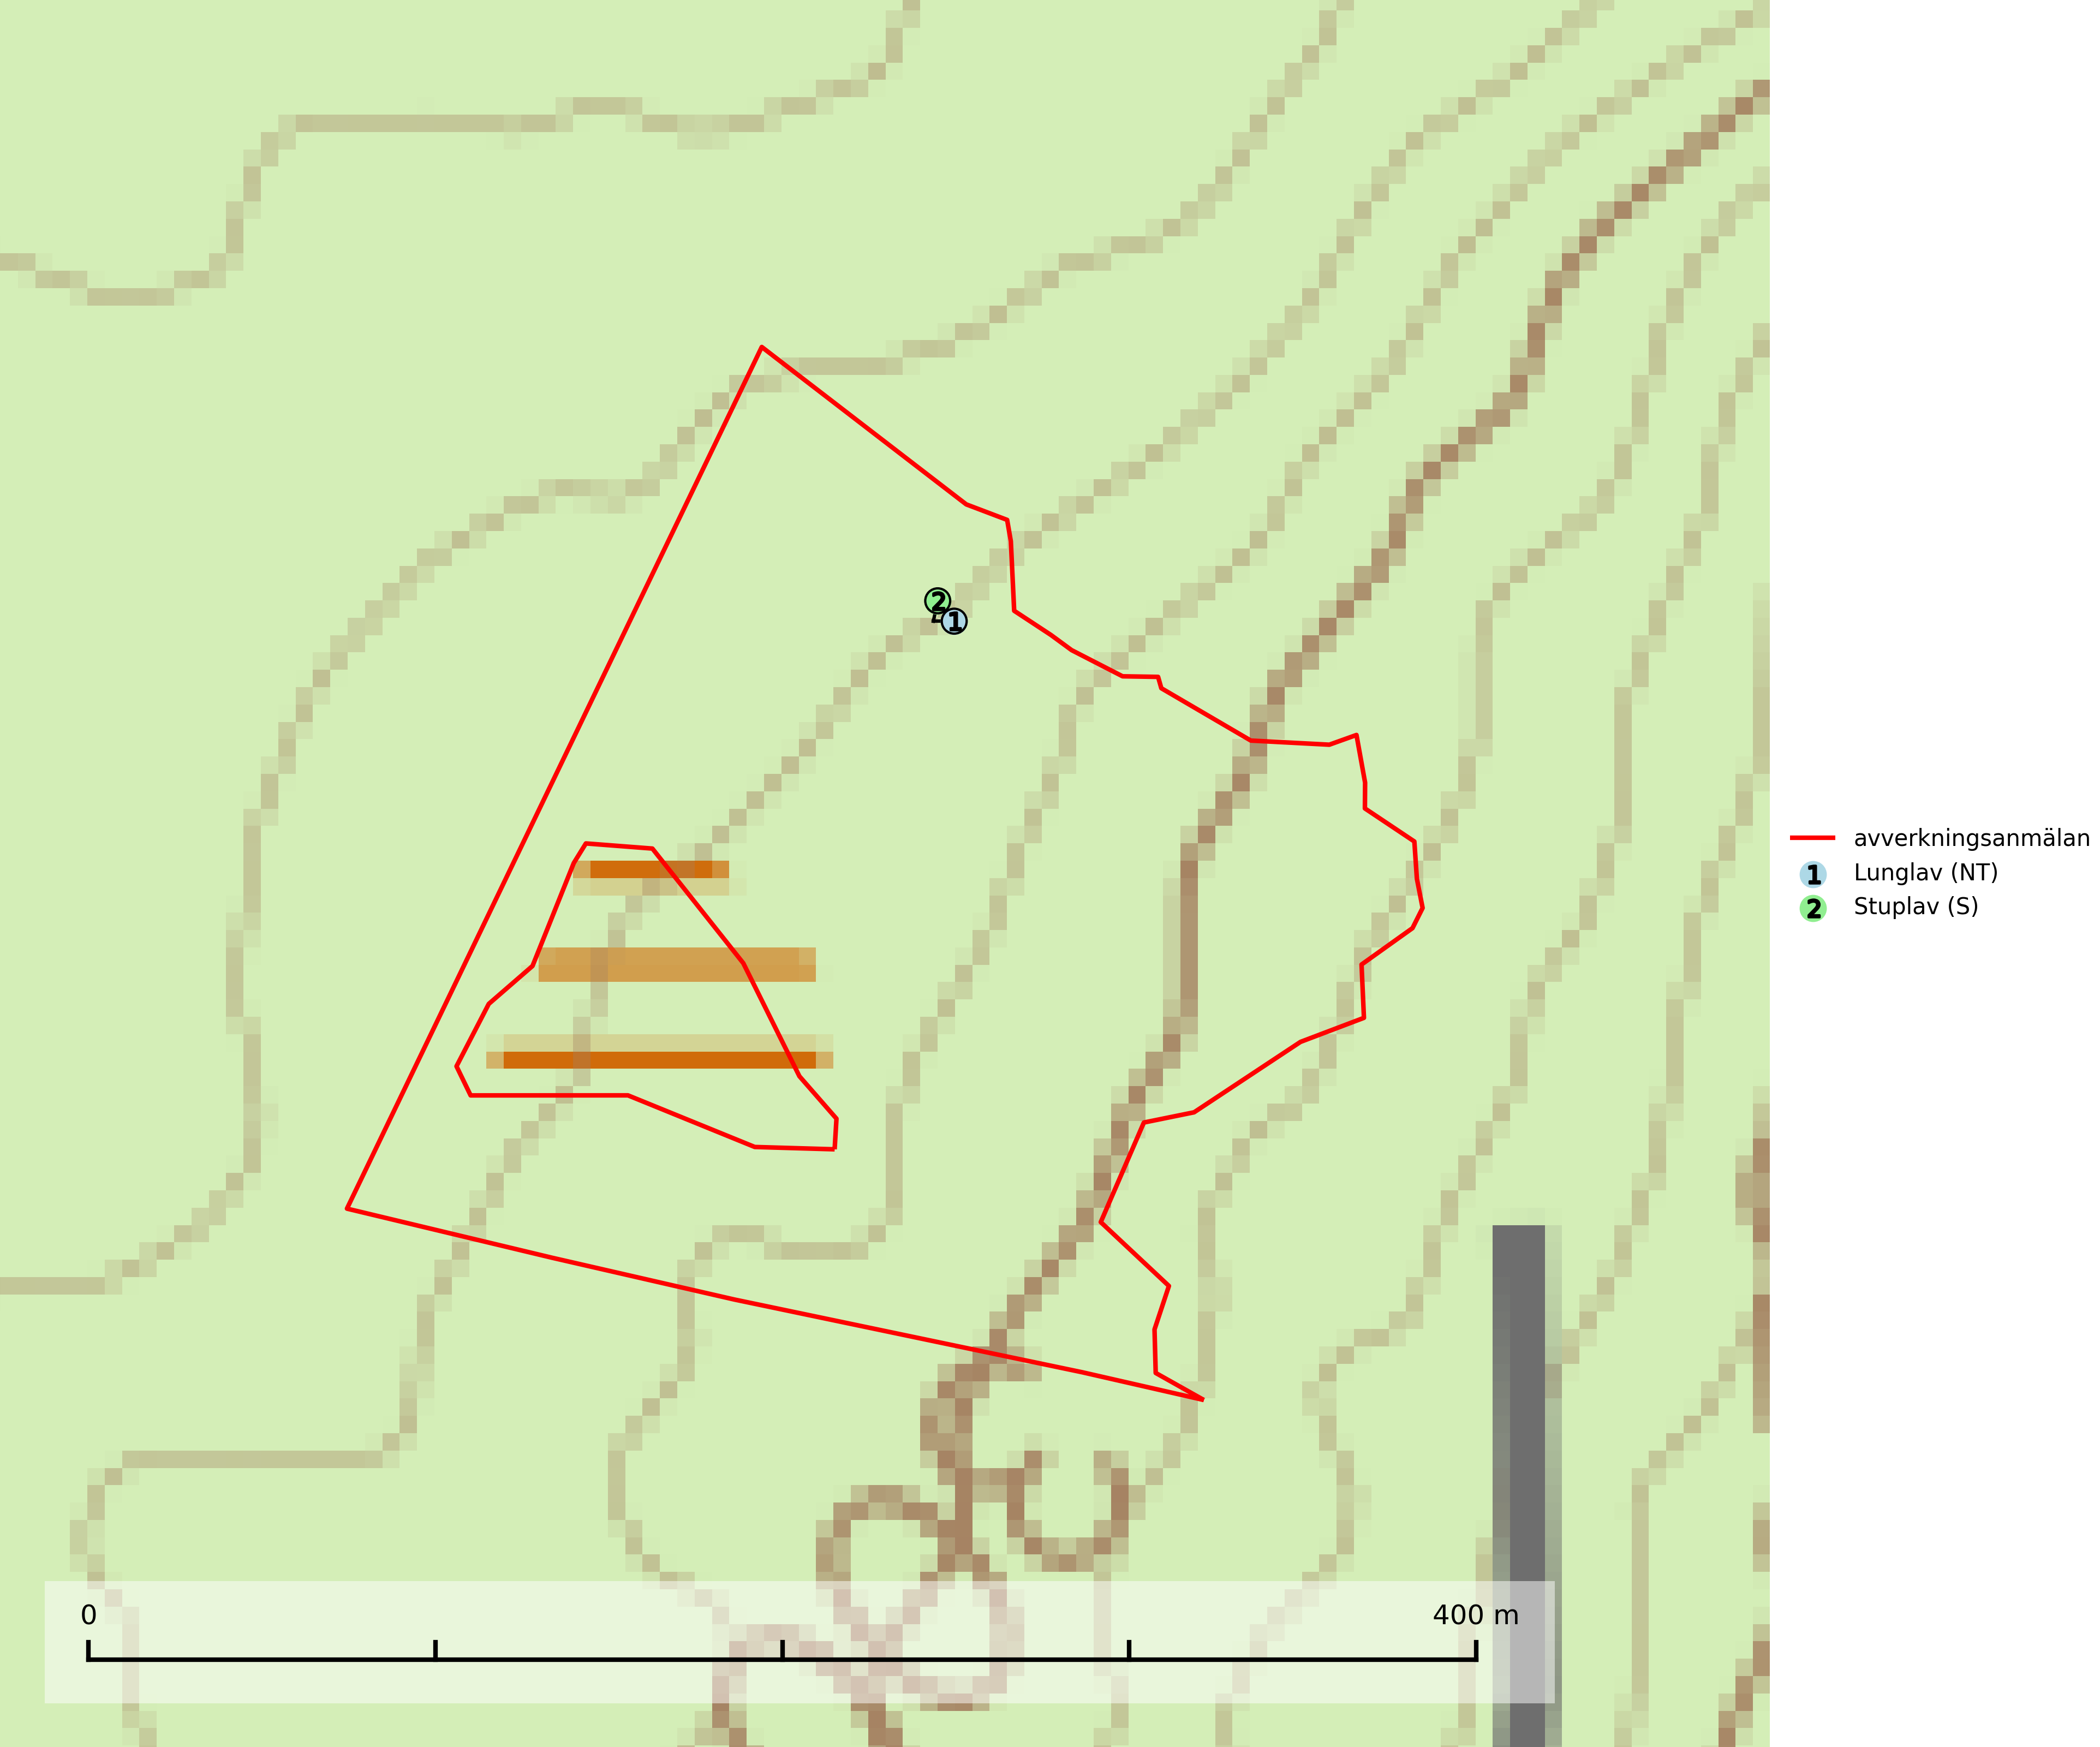 2
1
avverkningsanmälan
1 Lunglav (NT)
2 Stuplav (S)
0 400 m